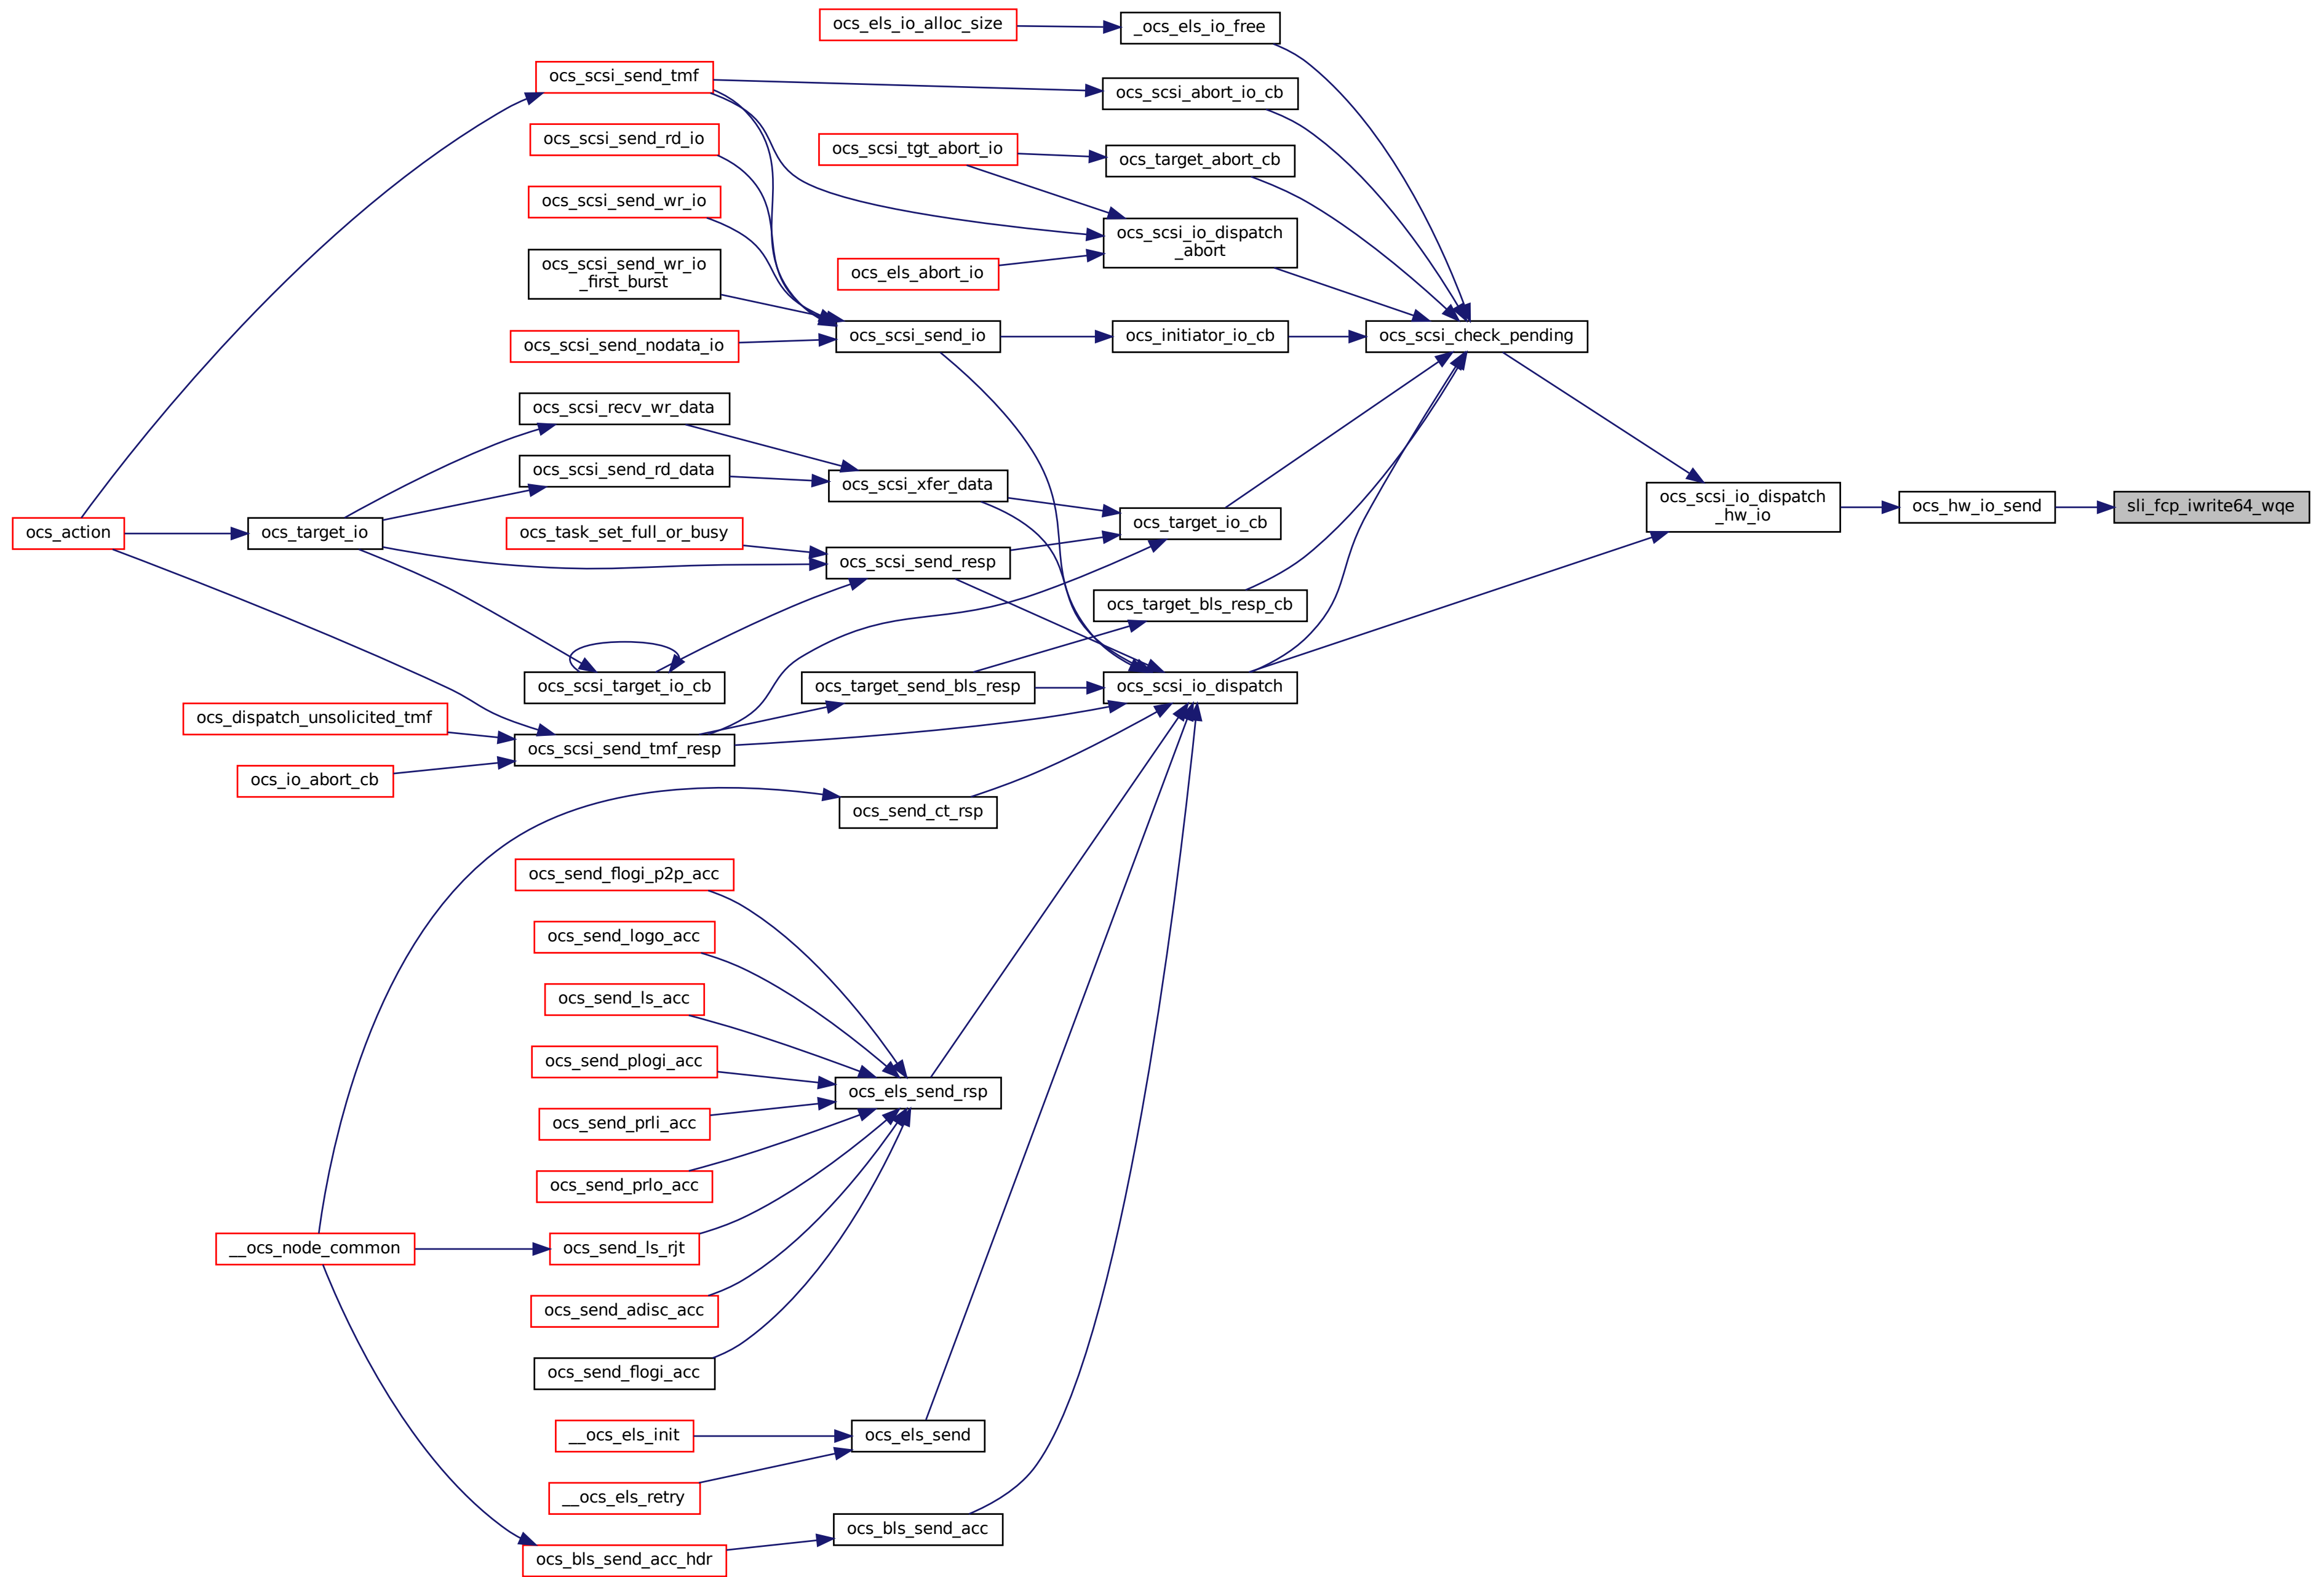 ocs_els_io_alloc_size
_ocs_els_io_free
ocs_scsi_send_tmf
ocs_scsi_abort_io_cb
ocs_scsi_send_rd_io
ocs_scsi_tgt_abort_io
ocs_target_abort_cb
ocs_scsi_send_wr_io
ocs_scsi_io_dispatch
_abort
ocs_scsi_send_wr_io
_first_burst
ocs_els_abort_io
ocs_scsi_send_nodata_io
ocs_scsi_send_io
ocs_initiator_io_cb
ocs_scsi_check_pending
ocs_scsi_recv_wr_data
ocs_scsi_send_rd_data
ocs_scsi_xfer_data
ocs_scsi_io_dispatch
_hw_io
ocs_hw_io_send
sli_fcp_iwrite64_wqe
ocs_action
ocs_target_io
ocs_task_set_full_or_busy
ocs_target_io_cb
ocs_scsi_send_resp
ocs_target_bls_resp_cb
ocs_scsi_target_io_cb
ocs_target_send_bls_resp
ocs_scsi_io_dispatch
ocs_dispatch_unsolicited_tmf
ocs_scsi_send_tmf_resp
ocs_io_abort_cb
ocs_send_ct_rsp
ocs_send_flogi_p2p_acc
ocs_send_logo_acc
ocs_send_ls_acc
ocs_send_plogi_acc
ocs_els_send_rsp
ocs_send_prli_acc
ocs_send_prlo_acc
__ocs_node_common
ocs_send_ls_rjt
ocs_send_adisc_acc
ocs_send_flogi_acc
__ocs_els_init
ocs_els_send
__ocs_els_retry
ocs_bls_send_acc
ocs_bls_send_acc_hdr